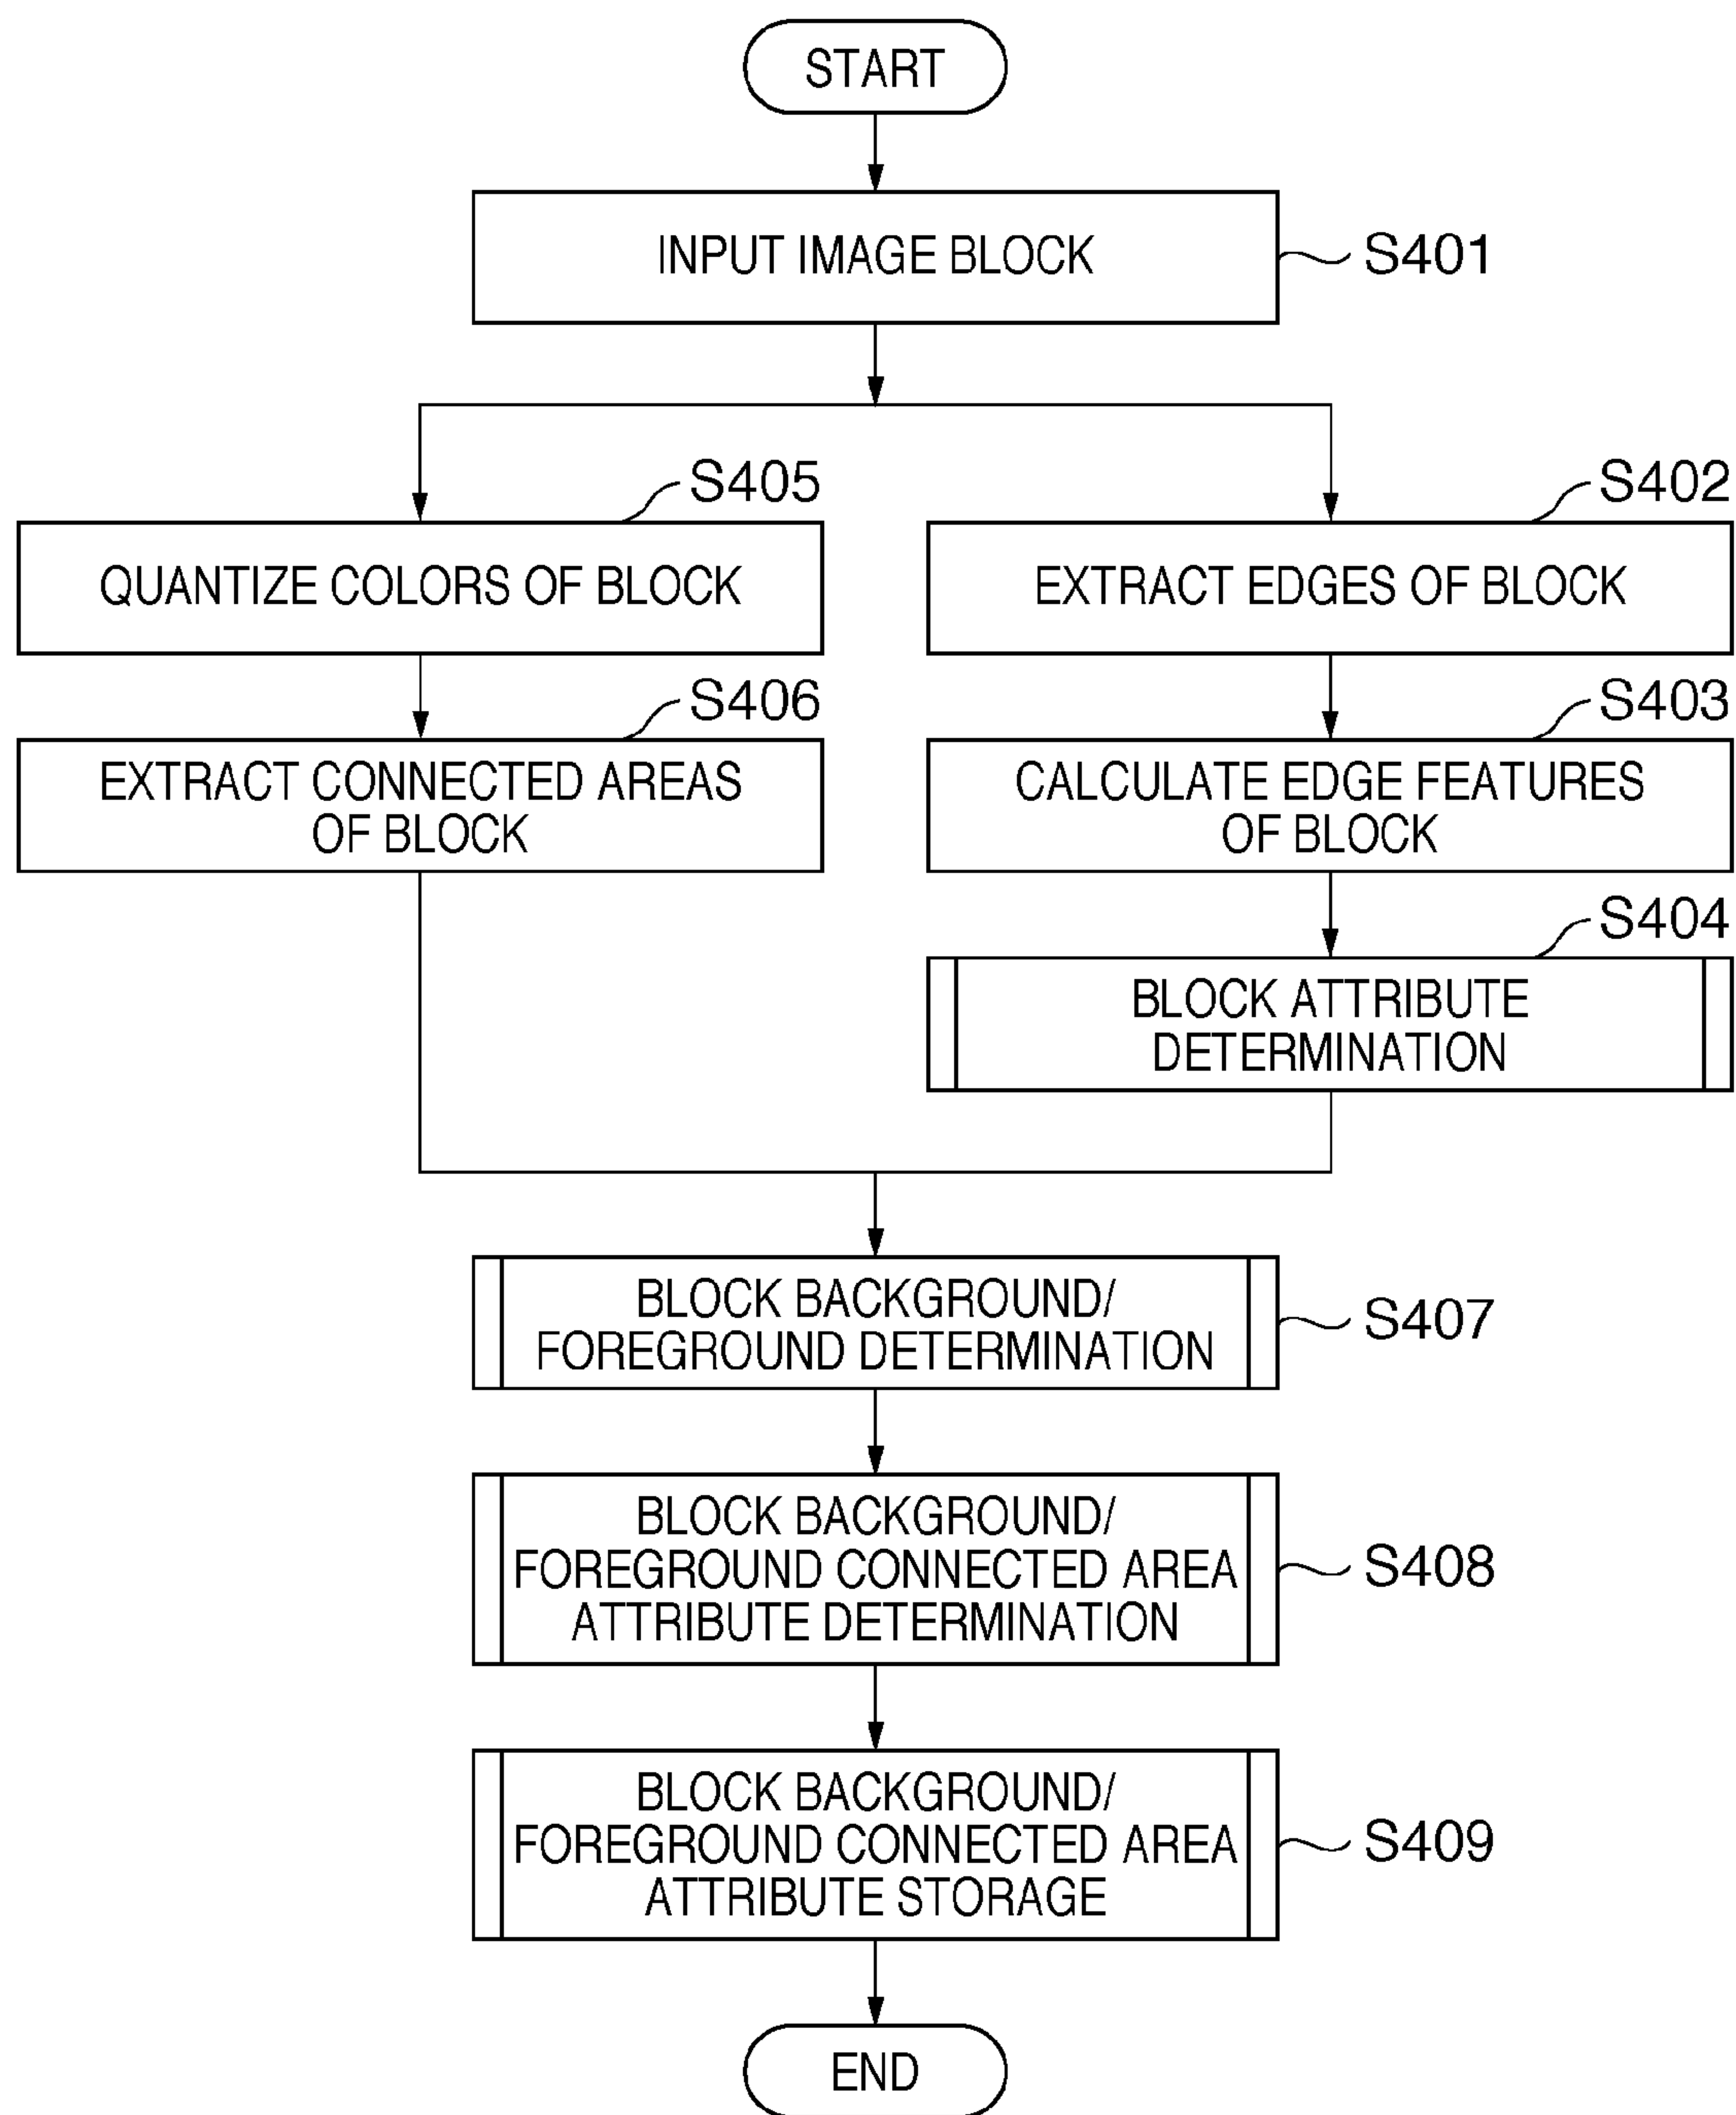 START
INPUT IMAGE BLOCK
S401
S405
QUANTIZE COLORS OF BLOCK
S402
EXTRACT EDGES OF BLOCK
S406
EXTRACT CONNECTED AREAS
OF BLOCK
S403
CALCULATE EDGE FEATURES
OF BLOCK
S404
BLOCK ATTRIBUTE
DETERMINATION
BLOCK BACKGROUND/
FOREGROUND DETERMINATION
S407
BLOCK BACKGROUND/
FOREGROUND CONNECTED AREA
ATTRIBUTE DETERMINATION
S408
BLOCK BACKGROUND/
FOREGROUND CONNECTED AREA
ATTRIBUTE STORAGE
S409
END